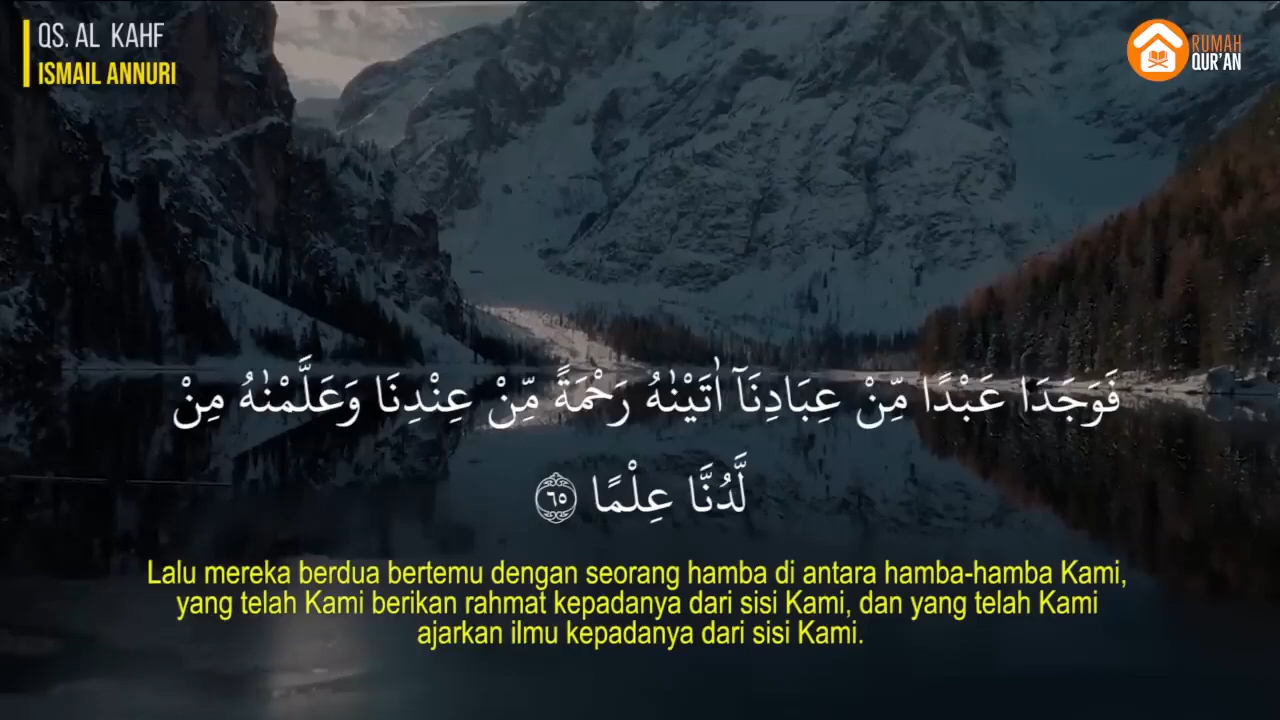 QS. AL KAHF
ISMAIL ANNURI
RUMAH
QUR'AN
فَوَجَدَا عَبْدًا مِّنْ عِبَادِنَآ اٰتَيْنٰهُ رَحْمَةً مِّنْ عِنْدِنَا وَعَلَّمْنٰهُ مِنْ
لَّدُنَّا عِلْمًا ٦٥
Lalu mereka berdua bertemu dengan seorang hamba di antara hamba-hamba Kami,
yang telah Kami berikan rahmat kepadanya dari sisi Kami, dan yang telah Kami
ajarkan ilmu kepadanya dari sisi Kami.